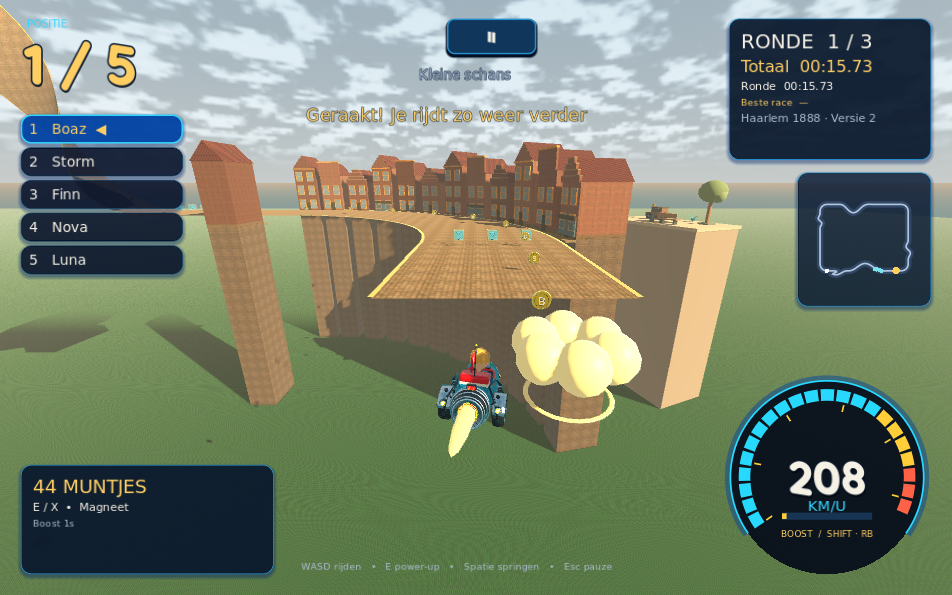 POSITIE
1/5
1 Boaz ◀
2 Storm
3 Finn
4 Nova
5 Luna
Kleine schans
Geraakt! Je rijdt zo weer verder
RONDE 1 / 3
Totaal 00:15.73
Ronde 00:15.73
Beste race —
Haarlem 1888 · Versie 2
B
44 MUNTJES
E / X • Magneet
Boost 1s
208
KM/U
BOOST / SHIFT · RB
WASD rijden • E power-up • Spatie springen • Esc pauze